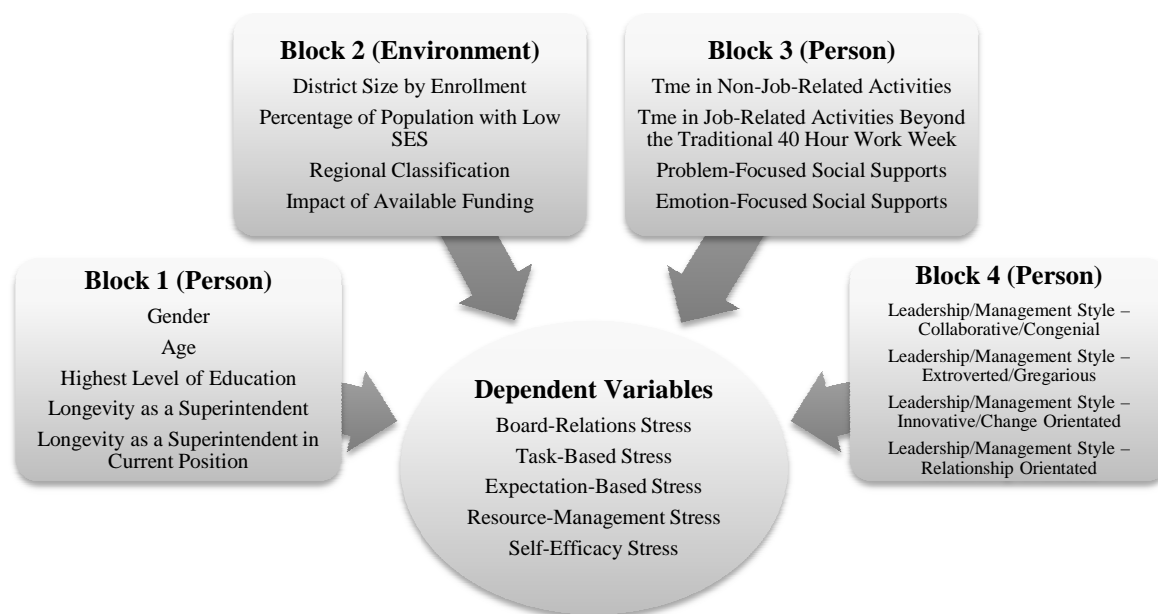 Block 2 (Environment)
District Size by Enrollment
Percentage of Population with Low
SES
Regional Classification
Impact of Available Funding
Block 3 (Person)
Tme in Non-Job-Related Activities
Tme in Job-Related Activities Beyond
the Traditional 40 Hour Work Week
Problem-Focused Social Supports
Emotion-Focused Social Supports
Block 1 (Person)
Gender
Age
Highest Level of Education
Longevity as a Superintendent
Longevity as a Superintendent in
Current Position
Dependent Variables
Board-Relations Stress
Task-Based Stress
Expectation-Based Stress
Resource-Management Stress
Self-Efficacy Stress
Block 4 (Person)
Leadership/Management Style –
Collaborative/Congenial
Leadership/Management Style –
Extroverted/Gregarious
Leadership/Management Style –
Innovative/Change Orientated
Leadership/Management Style –
Relationship Orientated